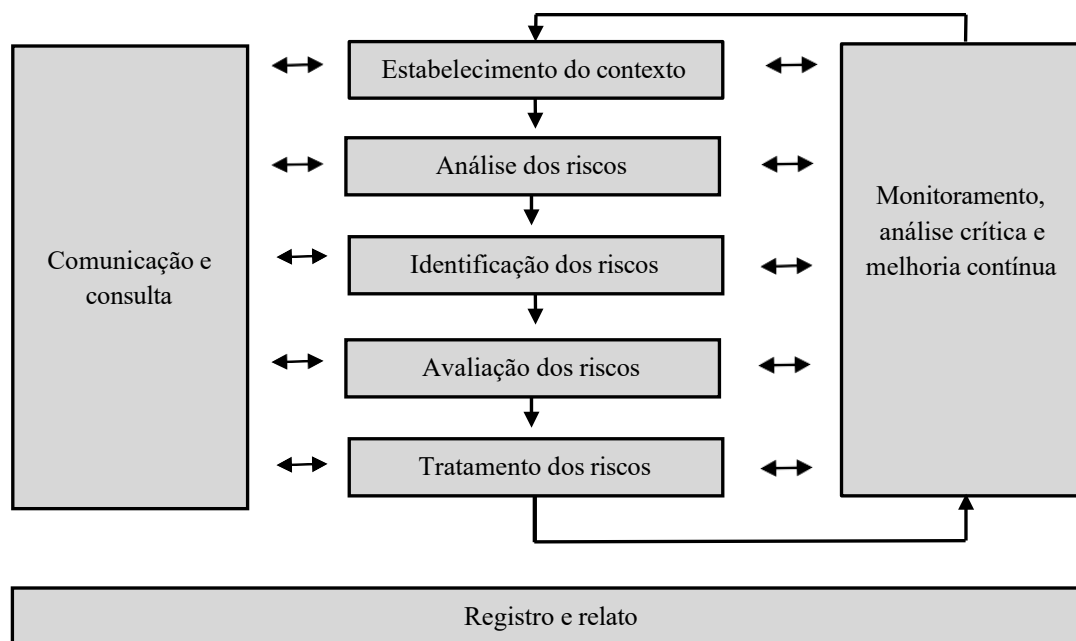 Comunicação e
consulta
Estabelecimento do contexto
Análise dos riscos
Identificação dos riscos
Avaliação dos riscos
Tratamento dos riscos
Monitoramento,
análise crítica e
melhoria contínua
Registro e relato